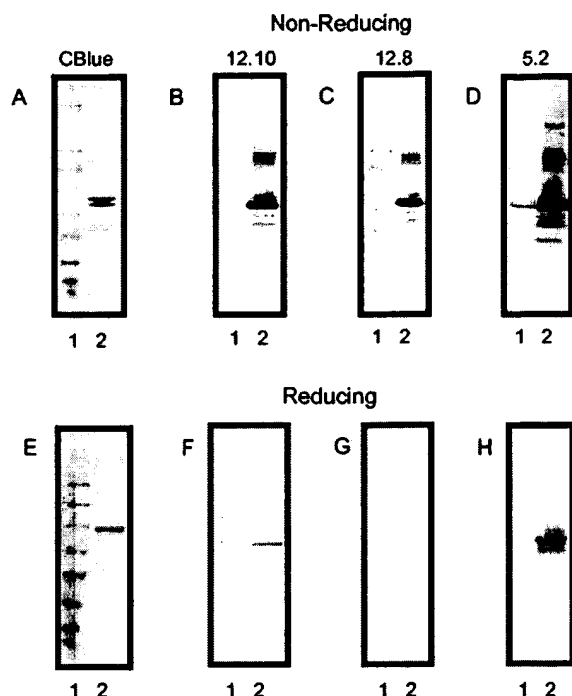 Non-Reducing
CBlue 12.10 12.8 5.2
A B C D
1 2 1 2 1 2 1 2
Reducing
E F G H
1 2 1 2 1 2 1 2